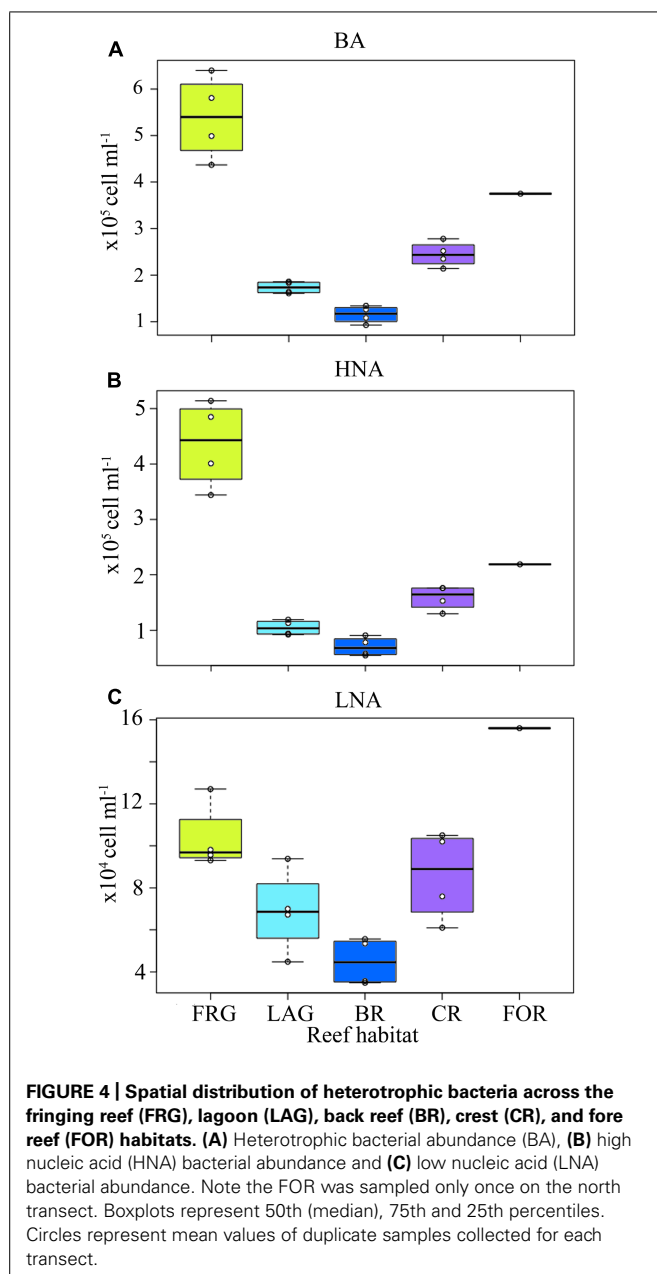 A
BA
x10⁵ cell ml⁻¹
6
5
4
3
2
1
B
HNA
x10⁵ cell ml⁻¹
5
4
3
2
1
C
LNA
x10⁴ cell ml⁻¹
16
12
8
4
FRG LAG BR CR FOR
Reef habitat
FIGURE 4 | Spatial distribution of heterotrophic bacteria across the
fringing reef (FRG), lagoon (LAG), back reef (BR), crest (CR), and fore
reef (FOR) habitats. (A) Heterotrophic bacterial abundance (BA), (B) high
nucleic acid (HNA) bacterial abundance and (C) low nucleic acid (LNA)
bacterial abundance. Note the FOR was sampled only once on the north
transect. Boxplots represent 50th (median), 75th and 25th percentiles.
Circles represent mean values of duplicate samples collected for each
transect.